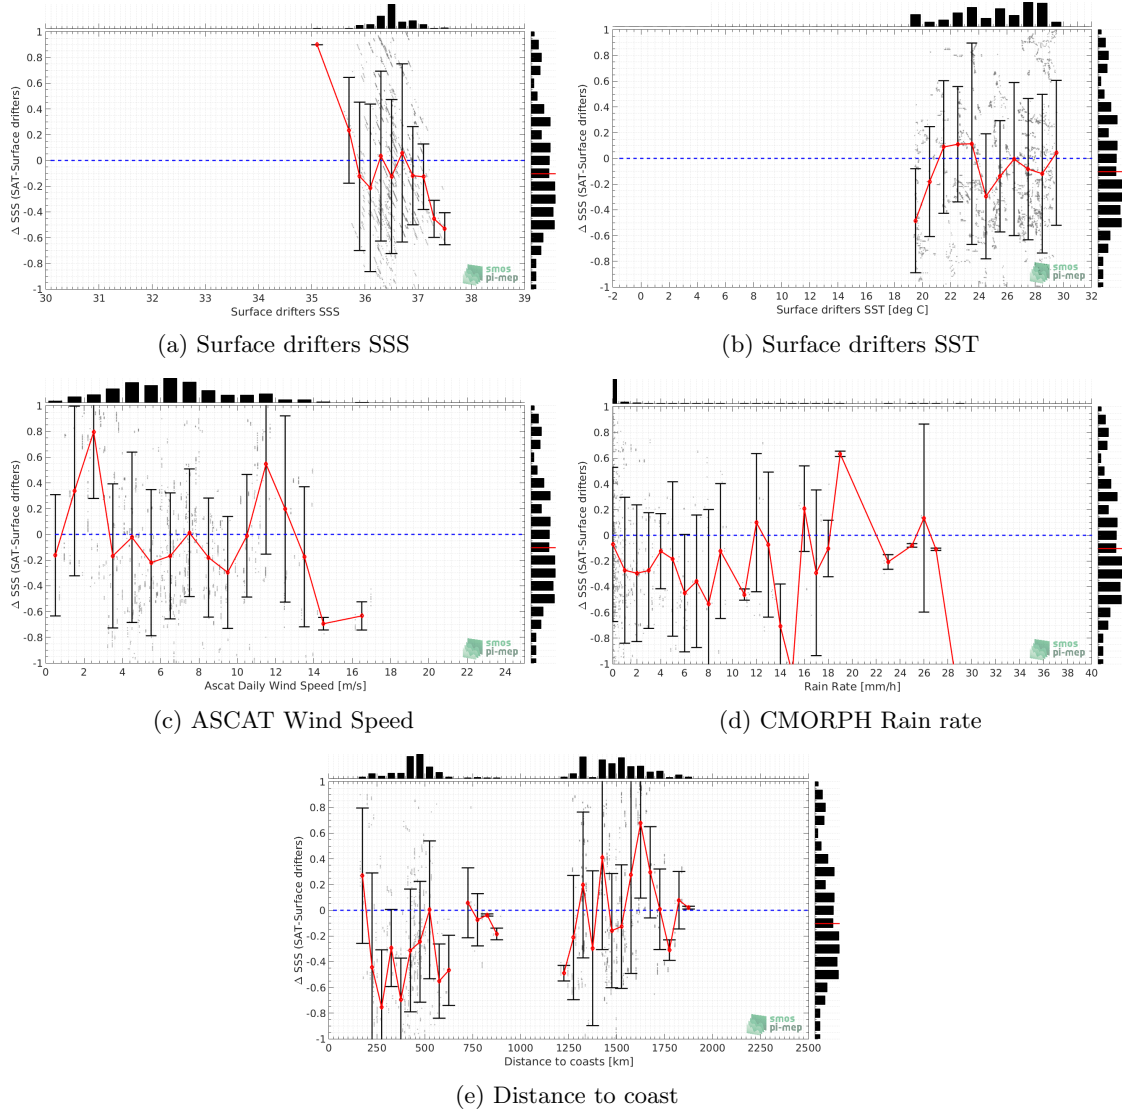 Δ SSS (SAT-Surface drifters)
1
0.8
0.6
0.4
0.2
0
-0.2
-0.4
-0.6
-0.8
-1
30 31 32 33 34 35 36 37 38 39
Surface drifters SSS
smos
pi-mep
(a) Surface drifters SSS
Δ SSS (SAT-Surface drifters)
1
0.8
0.6
0.4
0.2
0
-0.2
-0.4
-0.6
-0.8
-1
-2 0 2 4 6 8 10 12 14 16 18 20 22 24 26 28 30 32
Surface drifters SST [deg C]
smos
pi-mep
(b) Surface drifters SST
Δ SSS (SAT-Surface drifters)
1
0.8
0.6
0.4
0.2
0
-0.2
-0.4
-0.6
-0.8
-1
0 2 4 6 8 10 12 14 16 18 20 22 24
Ascat Daily Wind Speed [m/s]
smos
pi-mep
(c) ASCAT Wind Speed
Δ SSS (SAT-Surface drifters)
1
0.8
0.6
0.4
0.2
0
-0.2
-0.4
-0.6
-0.8
-1
0 2 4 6 8 10 12 14 16 18 20 22 24 26 28 30 32 34 36 38 40
Rain Rate [mm/h]
smos
pi-mep
(d) CMORPH Rain rate
Δ SSS (SAT-Surface drifters)
1
0.8
0.6
0.4
0.2
0
-0.2
-0.4
-0.6
-0.8
-1
0 250 500 750 1000 1250 1500 1750 2000 2250 2500
Distance to coasts [km]
smos
pi-mep
(e) Distance to coast